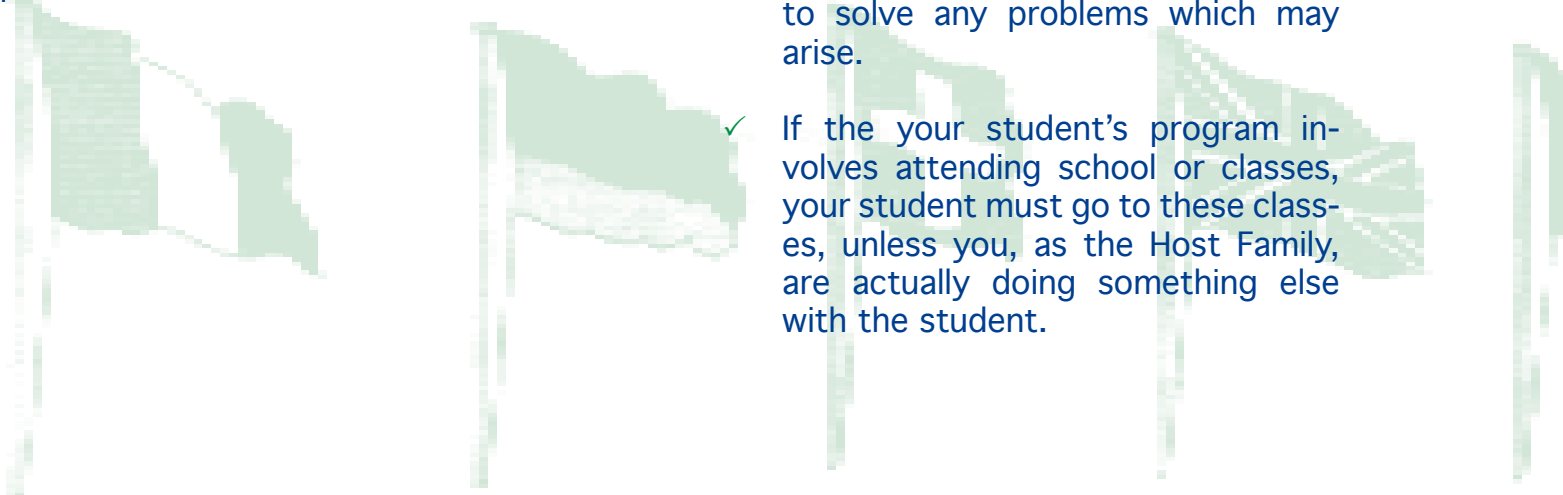 to solve any problems which may
arise.
✓ If the your student’s program in-
volves attending school or classes,
your student must go to these class-
es, unless you, as the Host Family,
are actually doing something else
with the student.